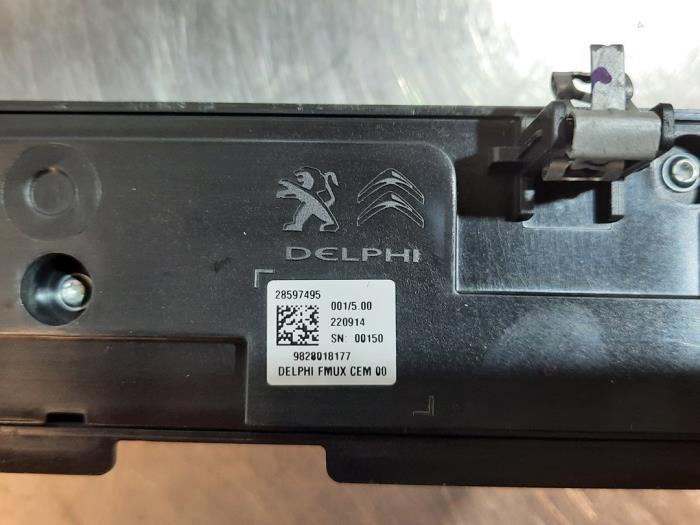 DELPHI
28597495
001/5.00
220914
SN: 00150
9828018177
DELPHI FMUX CEM 00